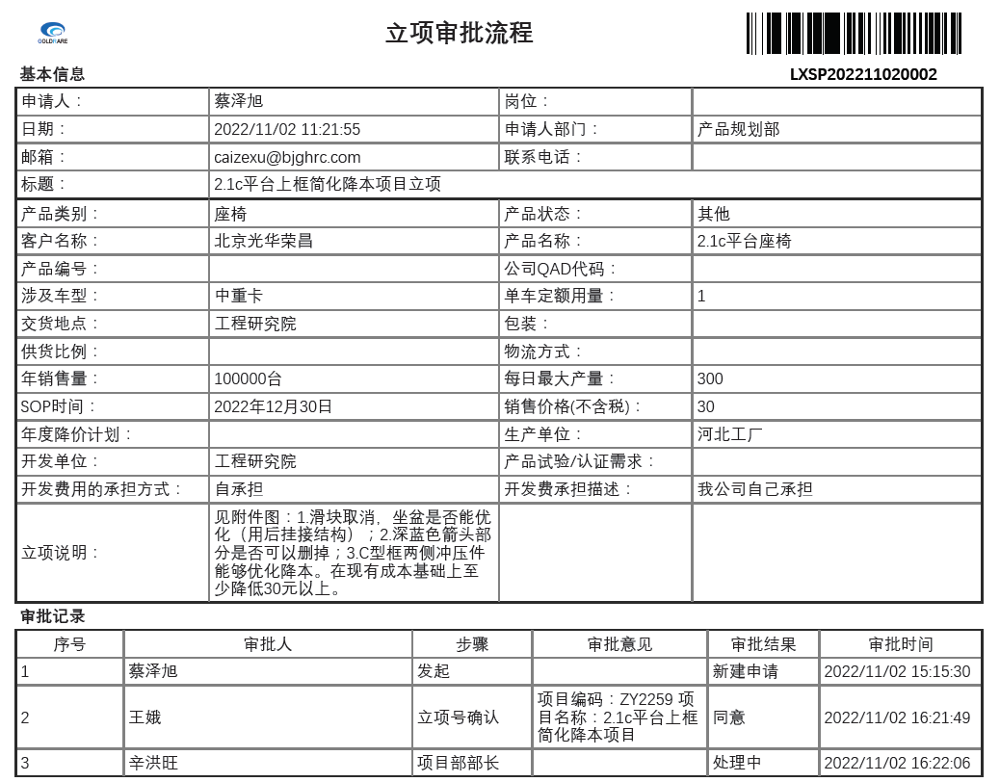 立项审批流程
GOLDRARE
基本信息
LXSP202211020002
申请人： 蔡泽旭 岗位：
日期： 2022/11/02 11:21:55 申请人部门： 产品规划部
邮箱： caizexu@bjghrc.com 联系电话：
标题： 2.1c平台上框简化降本项目立项
产品类别： 座椅 产品状态： 其他
客户名称： 北京光华荣昌 产品名称： 2.1c平台座椅
产品编号： 公司QAD代码：
涉及车型： 中重卡 单车定额用量： 1
交货地点： 工程研究院 包装：
供货比例： 物流方式：
年销售量： 100000台 每日最大产量： 300
SOP时间： 2022年12月30日 销售价格(不含税)： 30
年度降价计划： 生产单位： 河北工厂
开发单位： 工程研究院 产品试验/认证需求：
开发费用的承担方式： 自承担 开发费承担描述： 我公司自己承担
立项说明：
见附件图：1.滑块取消，坐盆是否能优
化（用后挂接结构）；2.深蓝色箭头部
分是否可以删掉；3.C型框两侧冲压件
能够优化降本。在现有成本基础上至
少降低30元以上。
审批记录
序号 审批人 步骤 审批意见 审批结果 审批时间
1 蔡泽旭 发起 新建申请 2022/11/02 15:15:30
2 王娥 立项号确认
项目编码：ZY2259 项
目名称：2.1c平台上框
简化降本项目
同意 2022/11/02 16:21:49
3 辛洪旺 项目部部长 处理中 2022/11/02 16:22:06